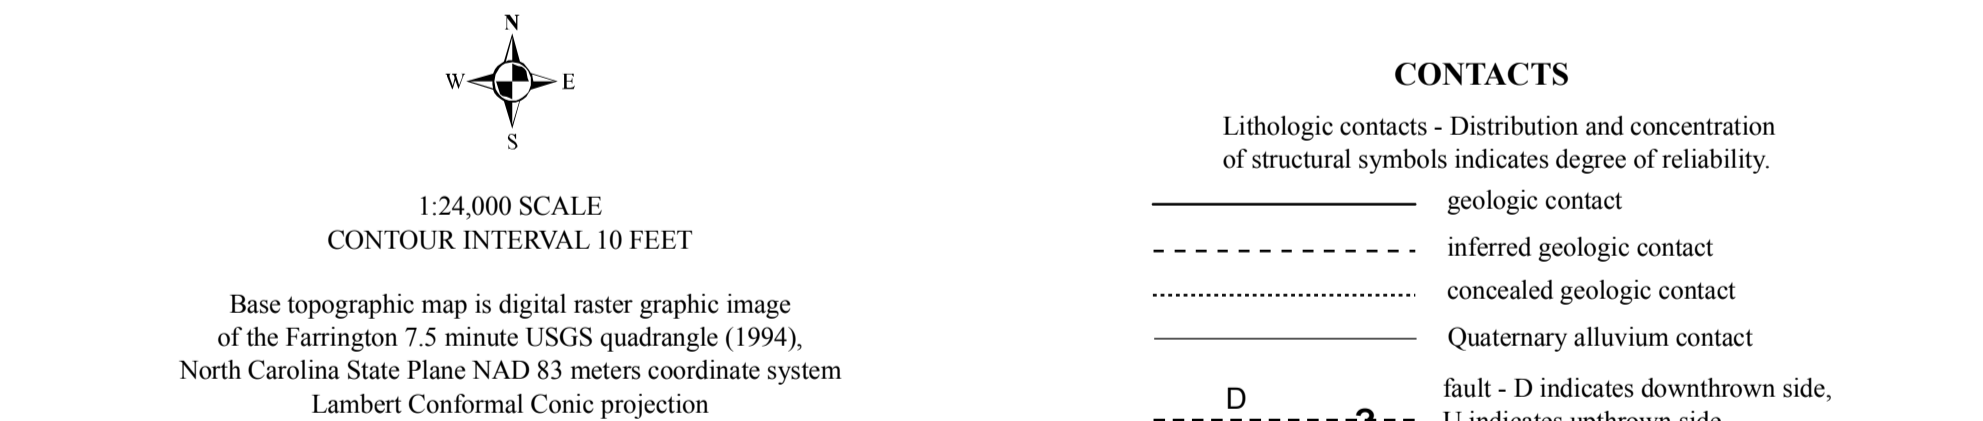 N
W E
S
1:24,000 SCALE
CONTOUR INTERVAL 10 FEET
Base topographic map is digital raster graphic image
of the Farrington 7.5 minute USGS quadrangle (1994),
North Carolina State Plane NAD 83 meters coordinate system
Lambert Conformal Conic projection
CONTACTS
Lithologic contacts - Distribution and concentration
of structural symbols indicates degree of reliability.
geologic contact
inferred geologic contact
concealed geologic contact
Quaternary alluvium contact
D
fault - D indicates downthrown side,
U indicates upthrown side